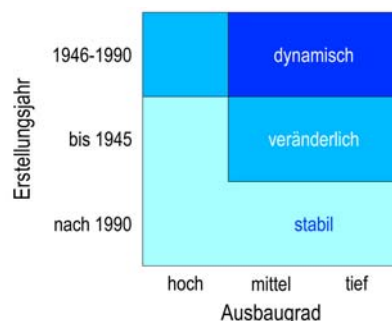 Erstellungsjahr
1946-1990
dynamisch
bis 1945
veränderlich
nach 1990
stabil
hoch
mittel
tief
Ausbaugrad